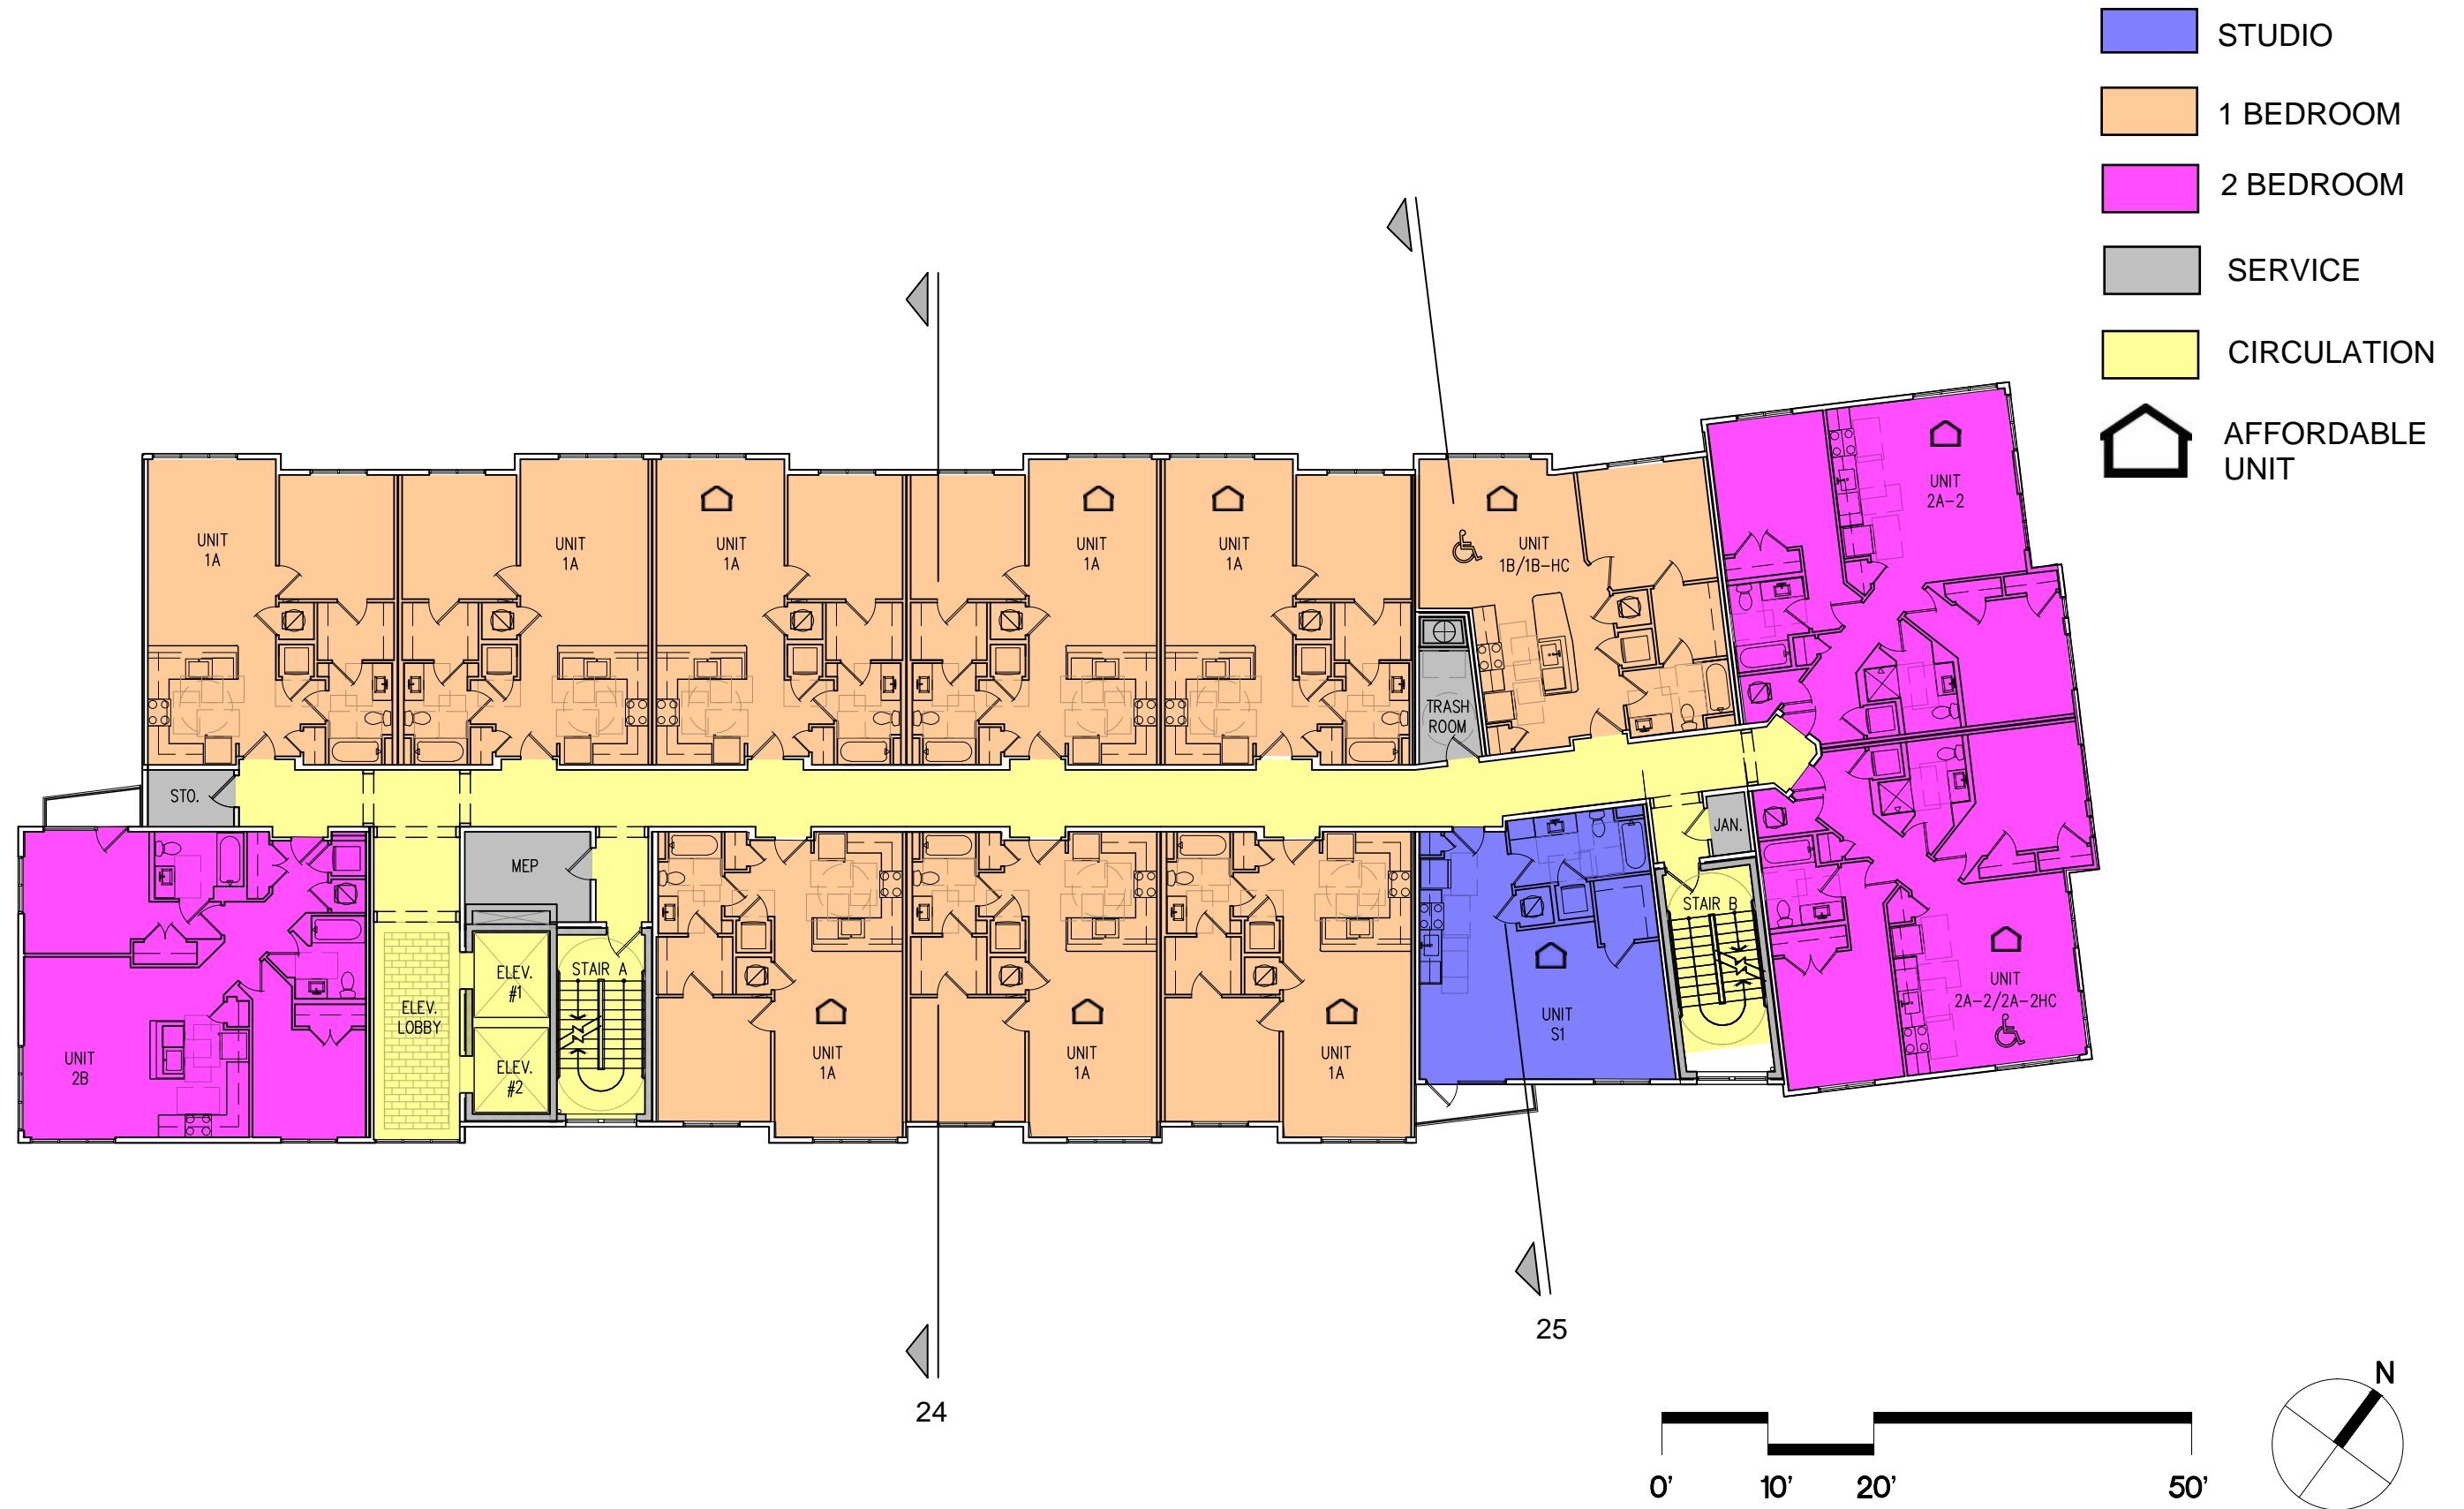 STUDIO
1 BEDROOM
2 BEDROOM
SERVICE
CIRCULATION
AFFORDABLE
UNIT
UNIT
1A
UNIT
1A
UNIT
1A
UNIT
1A
UNIT
1A
UNIT
1B/1B-HC
UNIT
2A-2
TRASH
ROOM
STO.
MEP
JAN.
STAIR A
STAIR B
ELEV.
#1
ELEV.
LOBBY
ELEV.
#2
UNIT
2B
UNIT
1A
UNIT
1A
UNIT
1A
UNIT
S1
UNIT
2A-2/2A-2HC
25
24
N
0'
10'
20'
50'